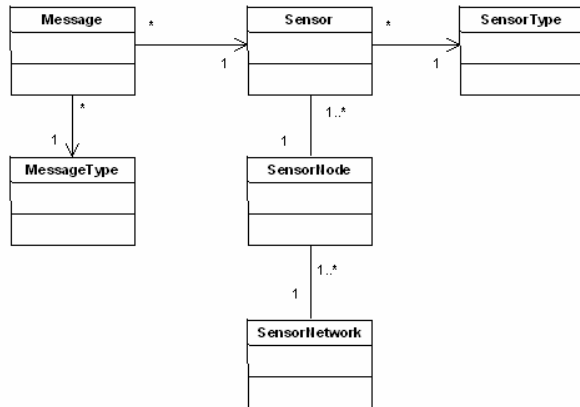 Message
Sensor
SensorType
*
1
*
1
*
1
1..*
1
MessageType
SensorNode
1..*
1
SensorNetwork